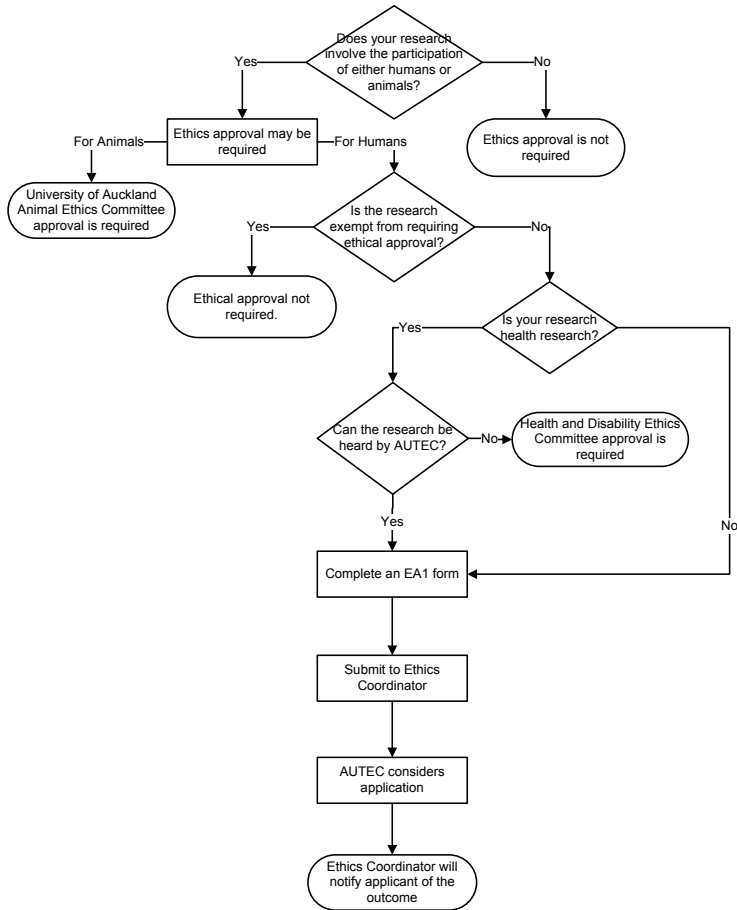 Does your research
involve the participation
of either humans or
animals?
Yes
No
Ethics approval may be
required
Ethics approval is not
required
For Animals
For Humans
University of Auckland
Animal Ethics Committee
approval is required
Is the research
exempt from requiring
ethical approval?
Yes
No
Ethical approval not
required.
Is your research
health research?
Yes
No
Can the research be
heard by AUTEC?
No
Health and Disability Ethics
Committee approval is
required
Yes
Complete an EA1 form
Submit to Ethics
Coordinator
AUTEC considers
application
Ethics Coordinator will
notify applicant of the
outcome